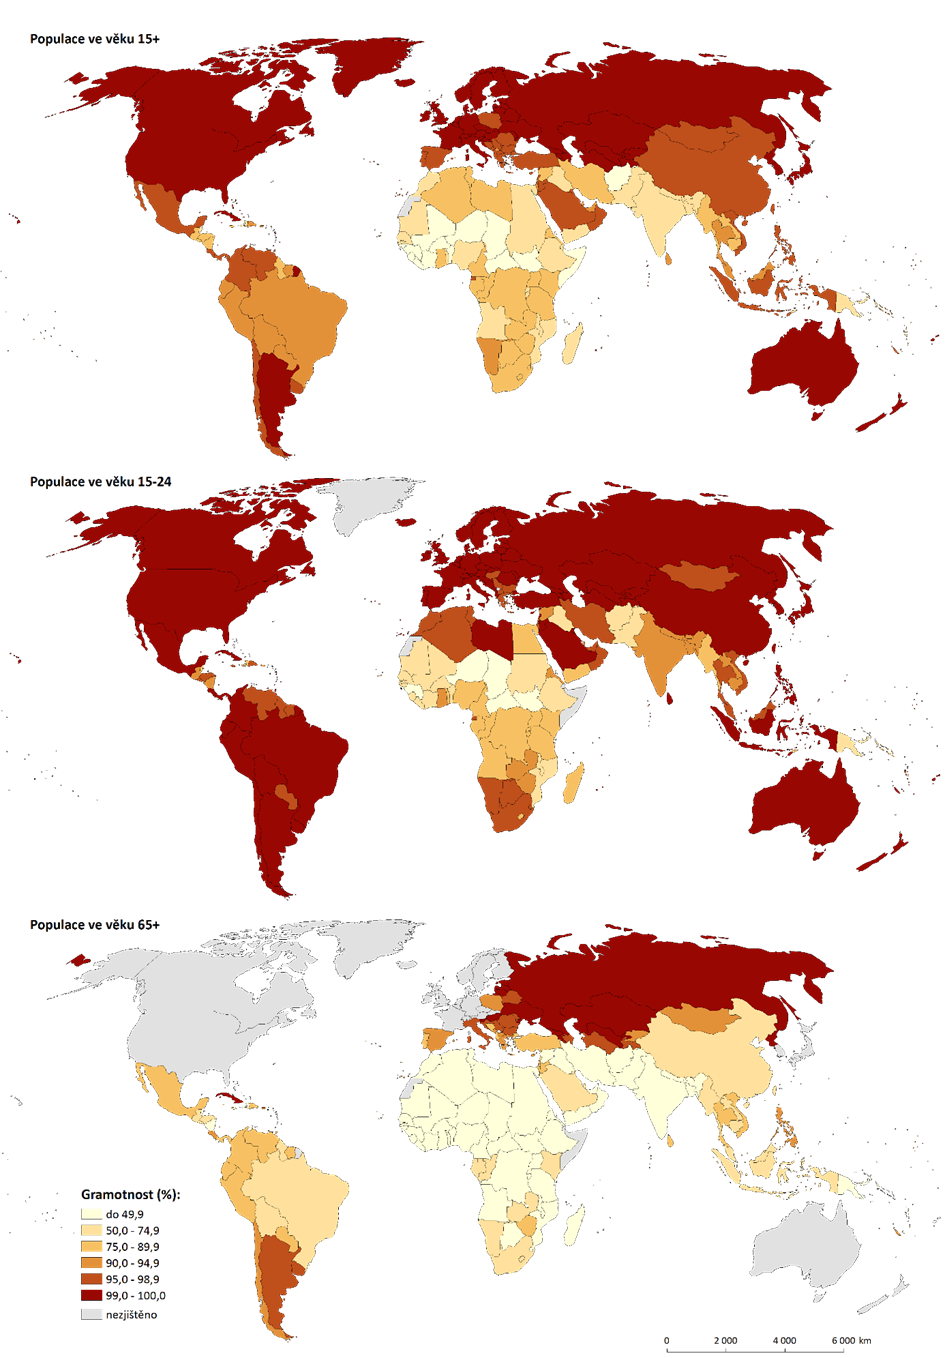 Populace ve věku 15+
Populace ve věku 15-24
Populace ve věku 65+
Gramotnost (%):
do 49,9
50,0 - 74,9
75,0 - 89,9
90,0 - 94,9
95,0 - 98,9
99,0 - 100,0
nezjištěno
0 2 000 4 000 6 000 km